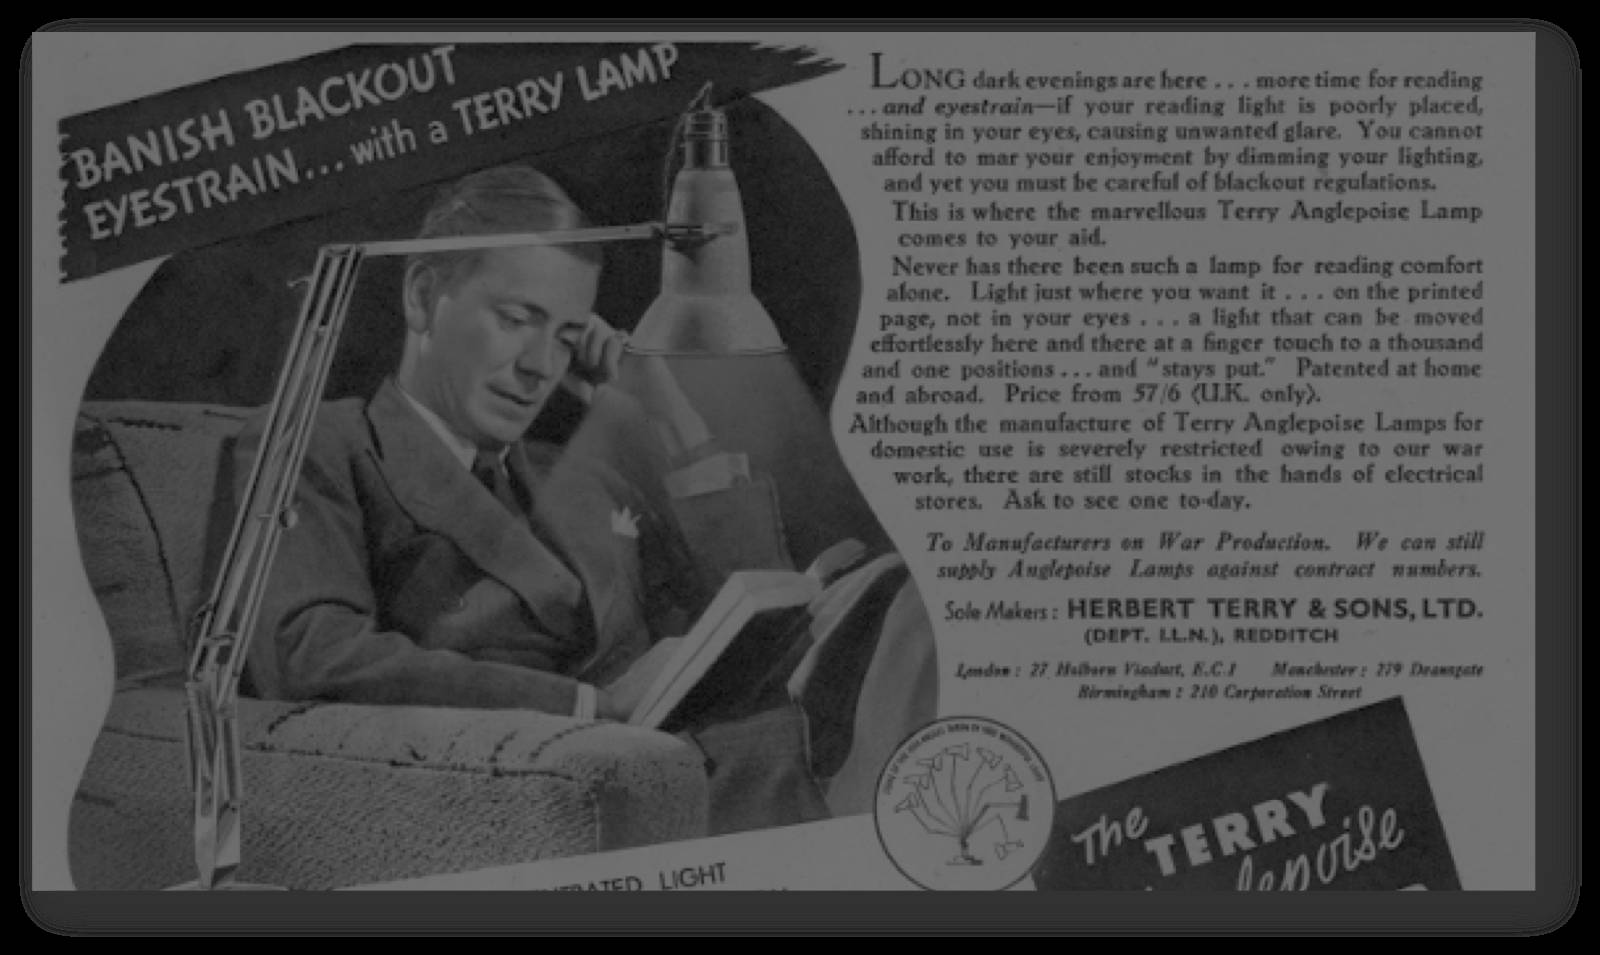 BANISH BLACKOUT
EYESTRAIN... with a TERRY LAMP
LONG dark evenings are here . . . more time for reading
. . . and eyestrain—if your reading light is poorly placed,
shining in your eyes, causing unwanted glare. You cannot
afford to mar your enjoyment by dimming your lighting,
and yet you must be careful of blackout regulations.
This is where the marvellous Terry Anglepoise Lamp
comes to your aid.
Never has there been such a lamp for reading comfort
alone. Light just where you want it . . . on the printed
page, not in your eyes . . . a light that can be moved
effortlessly here and there at a finger touch to a thousand
and one positions . . . and "stays put." Patented at home
and abroad. Price from 57/6 (U.K. only).
Although the manufacture of Terry Anglepoise Lamps for
domestic use is severely restricted owing to our war
work, there are still stocks in the hands of electrical
stores. Ask to see one to-day.
To Manufacturers on War Production. We can still
supply Anglepoise Lamps against contract numbers.
Sole Makers : HERBERT TERRY & SONS, LTD.
(DEPT. I.L.N.), REDDITCH
London : 27 Holborn Viaduct, E.C.1 Manchester : 279 Deansgate
Birmingham : 210 Corporation Street
LIGHT
The
TERRY